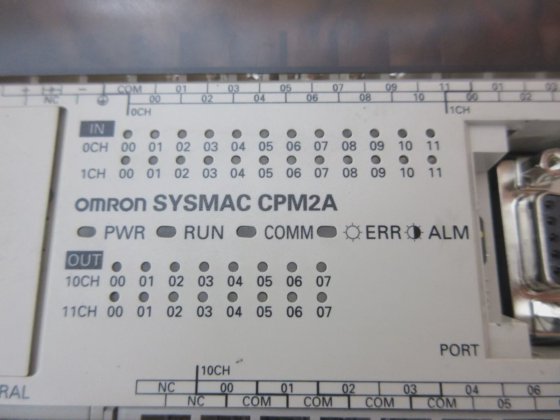 + - COM 01 03 05 07 09 11 01
NC 00 02 04 06 08 10 00 02 03
0CH 1CH
IN 00 01 02 03 04 05 06 07 08 09 10 11
0CH 00 01 02 03 04 05 06 07 08 09 10 11
1CH
omron SYSMAC CPM2A
PWR RUN COMM ERR ALM
OUT
10CH 00 01 02 03 04 05 06 07
11CH 00 01 02 03 04 05 06 07
PORT
RAL
10CH
NC 00 01 02 03 04 06
NC COM COM COM COM 05